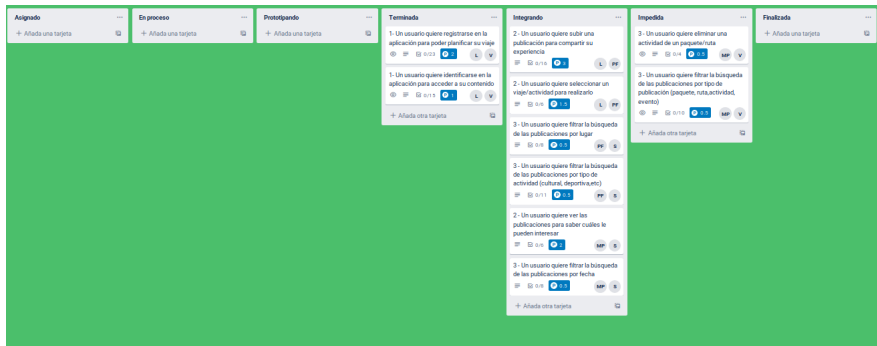 Asignado
+ Añada una tarjeta
En proceso
+ Añada una tarjeta
Prototipando
+ Añada una tarjeta
Terminada
1- Un usuario quiere registrarse en la
aplicación para poder planificar su viaje
0/23 P 2 L V
1- Un usuario quiere identificarse en la
aplicación para acceder a su contenido
0/15 P 1 L V
+ Añada otra tarjeta
Integrando
2 - Un usuario quiere subir una
publicación para compartir su
experiencia
P 3 L PF
2 - Un usuario quiere seleccionar un
viaje/actividad para realizarlo
0/6 P 1.5 L PF
3 - Un usuario quiere filtrar la búsqueda
de las publicaciones por lugar
P 0.5 PF S
3 - Un usuario quiere filtrar la búsqueda
de las publicaciones por tipo de
actividad (cultural, deportiva,etc)
0/11 P 0.5 PF S
2 - Un usuario quiere ver las
publicaciones para saber cuáles le
pueden interesar
0/6 P 2 MP S
3 - Un usuario quiere filtrar la búsqueda
de las publicaciones por fecha
P 0.5 MP S
+ Añada otra tarjeta
Impedida
3 - Un usuario quiere eliminar una
actividad de un paquete/ruta
0/4 P 0.5 MP V
3 - Un usuario quiere filtrar la búsqueda
de las publicaciones por tipo de
publicación (paquete, ruta,actividad,
evento)
0/10 P 0.5 MP V
+ Añada otra tarjeta
Finalizada
+ Añada una tarjeta